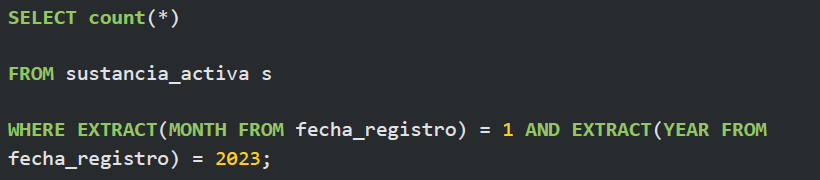 SELECT count(*)
FROM sustancia_activa s
WHERE EXTRACT(MONTH FROM fecha_registro) = 1 AND EXTRACT(YEAR FROM
fecha_registro) = 2023;